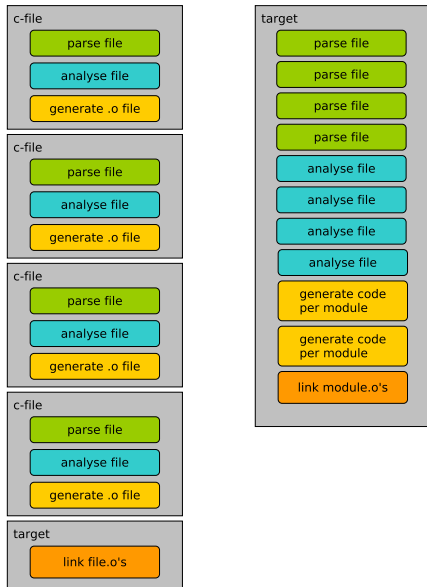 c-file
parse file
analyse file
generate .o file
c-file
parse file
analyse file
generate .o file
c-file
parse file
analyse file
generate .o file
c-file
parse file
analyse file
generate .o file
target
link file.o's
target
parse file
parse file
parse file
parse file
analyse file
analyse file
analyse file
analyse file
generate code
per module
generate code
per module
link module.o's